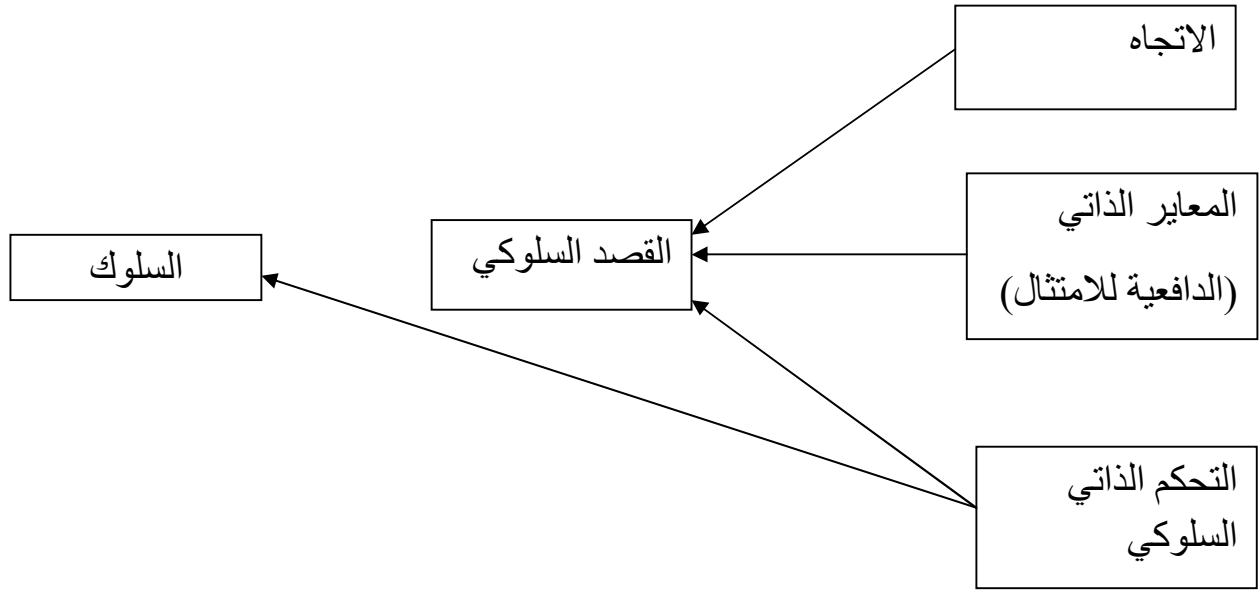 الاتجاه
المعاير الذاتي
(الدافعية للامتثال)
القصد السلوكي
السلوك
التحكم الذاتي
السلوكي